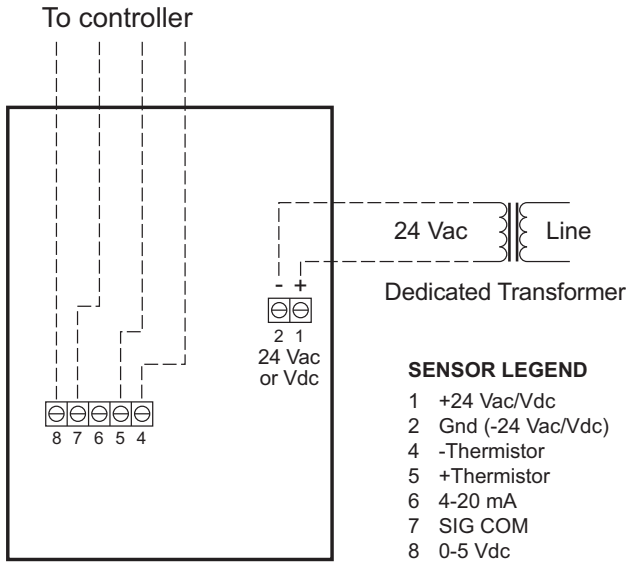 To controller
24 Vac
Line
Dedicated Transformer
- +
2 1
24 Vac
or Vdc
8 7 6 5 4
SENSOR LEGEND
1 +24 Vac/Vdc
2 Gnd (-24 Vac/Vdc)
4 -Thermistor
5 +Thermistor
6 4-20 mA
7 SIG COM
8 0-5 Vdc